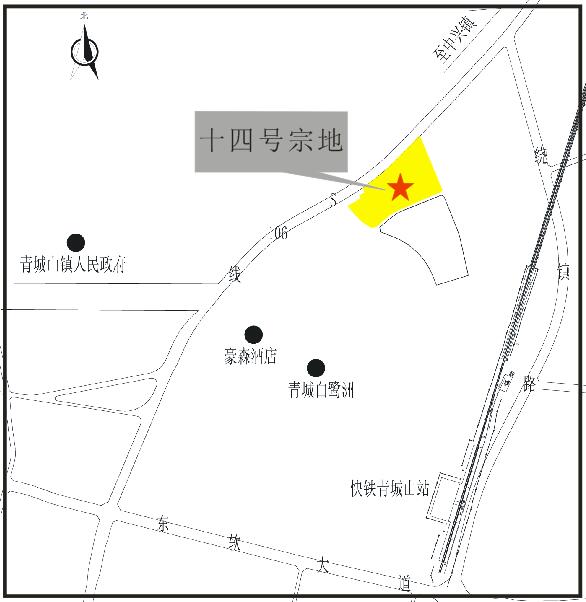 北
至中兴镇
十四号宗地
S
06
线
绕
镇
路
青城山镇人民政府
豪森酒店
青城白鹭洲
快铁青城山站
东软大道